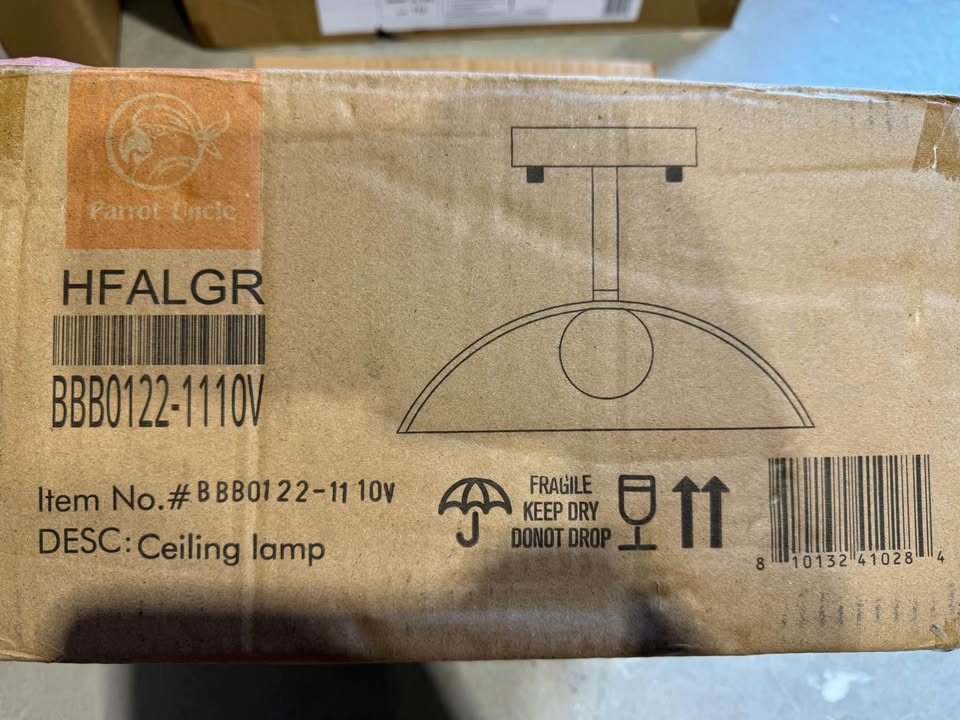 Parrot Uncle
HFALGR
BBB0122-1110V
Item No.# BBB0122-1110V
DESC: Ceiling lamp
FRAGILE
KEEP DRY
DONOT DROP
8 10132 41028 4